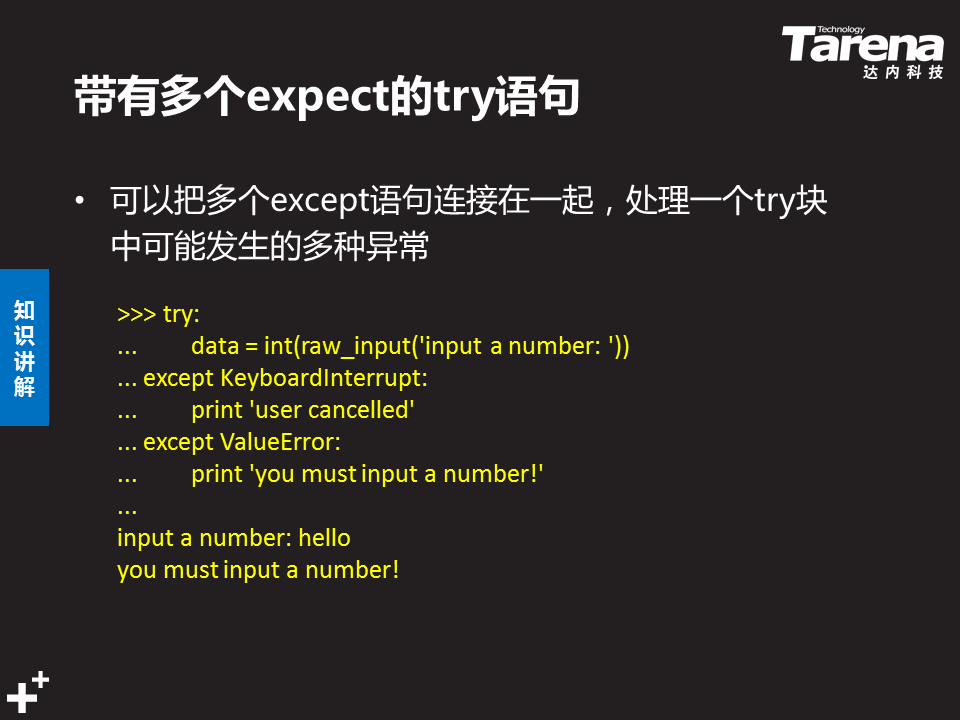 Technology
Tarena
达内科技
带有多个expect的try语句
• 可以把多个except语句连接在一起，处理一个try块
中可能发生的多种异常
知
识
讲
解
>>> try:
...        data = int(raw_input('input a number: '))
... except KeyboardInterrupt:
...        print 'user cancelled'
... except ValueError:
...        print 'you must input a number!'
...
input a number: hello
you must input a number!